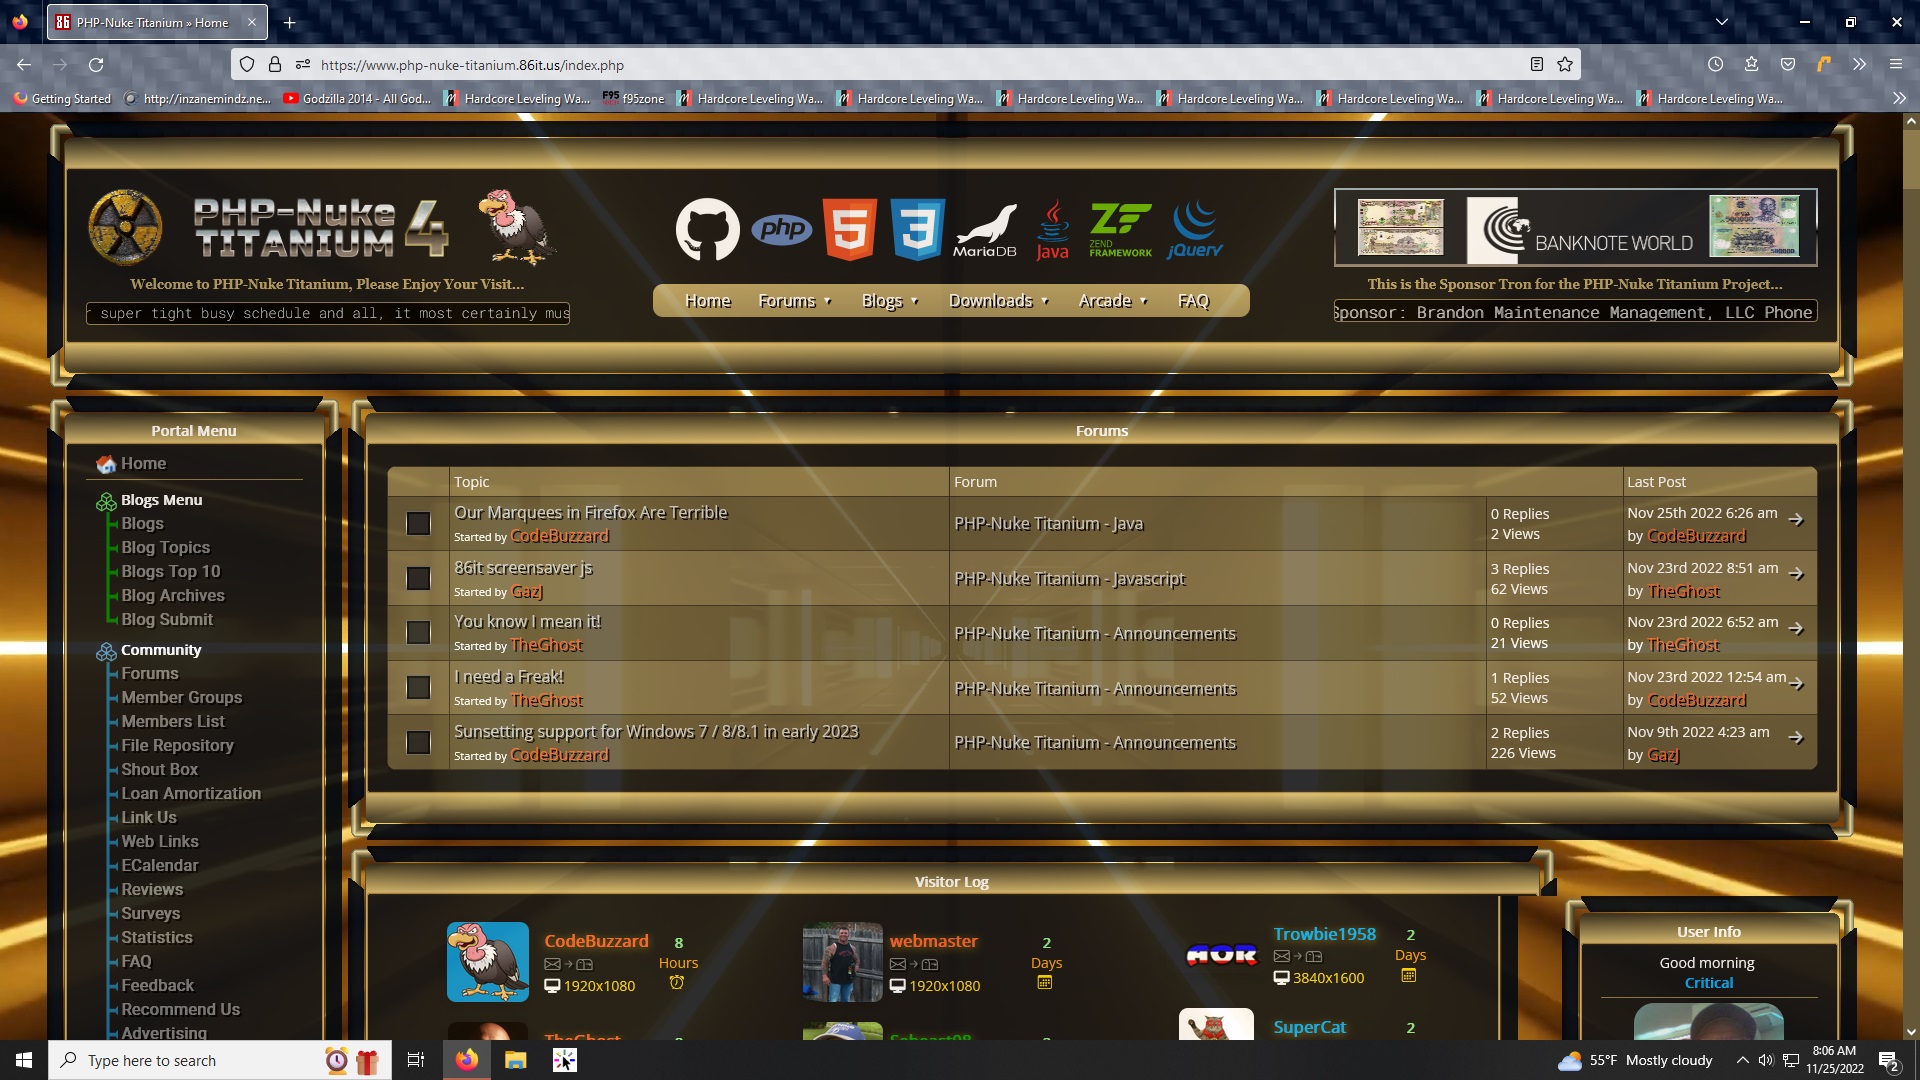 PHP-Nuke Titanium » Home
https://www.php-nuke-titanium.86it.us/index.php
Getting Started
http://inzanemindz.ne...
Godzilla 2014 - All God...
Hardcore Leveling Wa...
f95zone
Hardcore Leveling Wa...
Hardcore Leveling Wa...
Hardcore Leveling Wa...
Hardcore Leveling Wa...
Hardcore Leveling Wa...
Hardcore Leveling Wa...
Hardcore Leveling Wa...
PHP-Nuke
TITANIUM 4
php
5
3
MariaDB
Java
ZF
ZEND
FRAMEWORK
jQuery
BANKNOTE WORLD
Welcome to PHP-Nuke Titanium, Please Enjoy Your Visit...
r super tight busy schedule and all, it most certainly mus
Home
Forums
Blogs
Downloads
Arcade
FAQ
This is the Sponsor Tron for the PHP-Nuke Titanium Project...
Sponsor: Brandon Maintenance Management, LLC Phone
Portal Menu
Home
Blogs Menu
Blogs
Blog Topics
Blogs Top 10
Blog Archives
Blog Submit
Community
Forums
Member Groups
Members List
File Repository
Shout Box
Loan Amortization
Link Us
Web Links
ECalendar
Reviews
Surveys
Statistics
FAQ
Feedback
Recommend Us
Advertising
Forums
Topic
Forum
Last Post
Our Marquees in Firefox Are Terrible
Started by CodeBuzzard
PHP-Nuke Titanium - Java
0 Replies
2 Views
Nov 25th 2022 6:26 am
by CodeBuzzard
86it screensaver js
Started by GazJ
PHP-Nuke Titanium - Javascript
3 Replies
62 Views
Nov 23rd 2022 8:51 am
by TheGhost
You know I mean it!
Started by TheGhost
PHP-Nuke Titanium - Announcements
0 Replies
21 Views
Nov 23rd 2022 6:52 am
by TheGhost
I need a Freak!
Started by TheGhost
PHP-Nuke Titanium - Announcements
1 Replies
52 Views
Nov 23rd 2022 12:54 am
by CodeBuzzard
Sunsetting support for Windows 7 / 8/8.1 in early 2023
Started by CodeBuzzard
PHP-Nuke Titanium - Announcements
2 Replies
226 Views
Nov 9th 2022 4:23 am
by GazJ
Visitor Log
CodeBuzzard
8
Hours
1920x1080
webmaster
2
Days
1920x1080
Trowbie1958
2
Days
3840x1600
TheGhost
SuperCat
2
User Info
Good morning
Critical
Type here to search
55°F Mostly cloudy
8:06 AM
11/25/2022
2